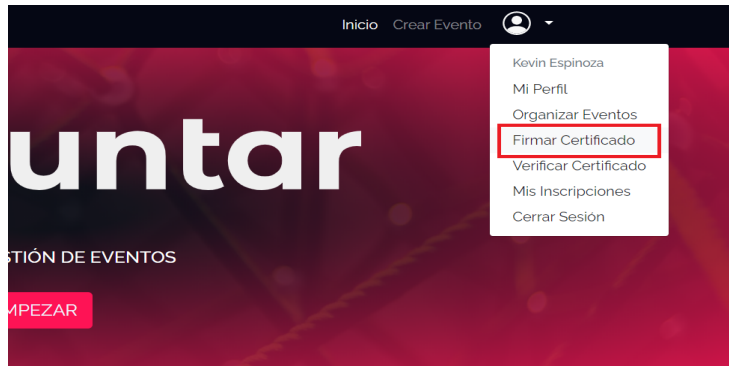 Inicio Crear Evento
Kevin Espinoza
Mi Perfil
Organizar Eventos
Firmar Certificado
Verificar Certificado
Mis Inscripciones
Cerrar Sesión
untar
STIÓN DE EVENTOS
MPEZAR